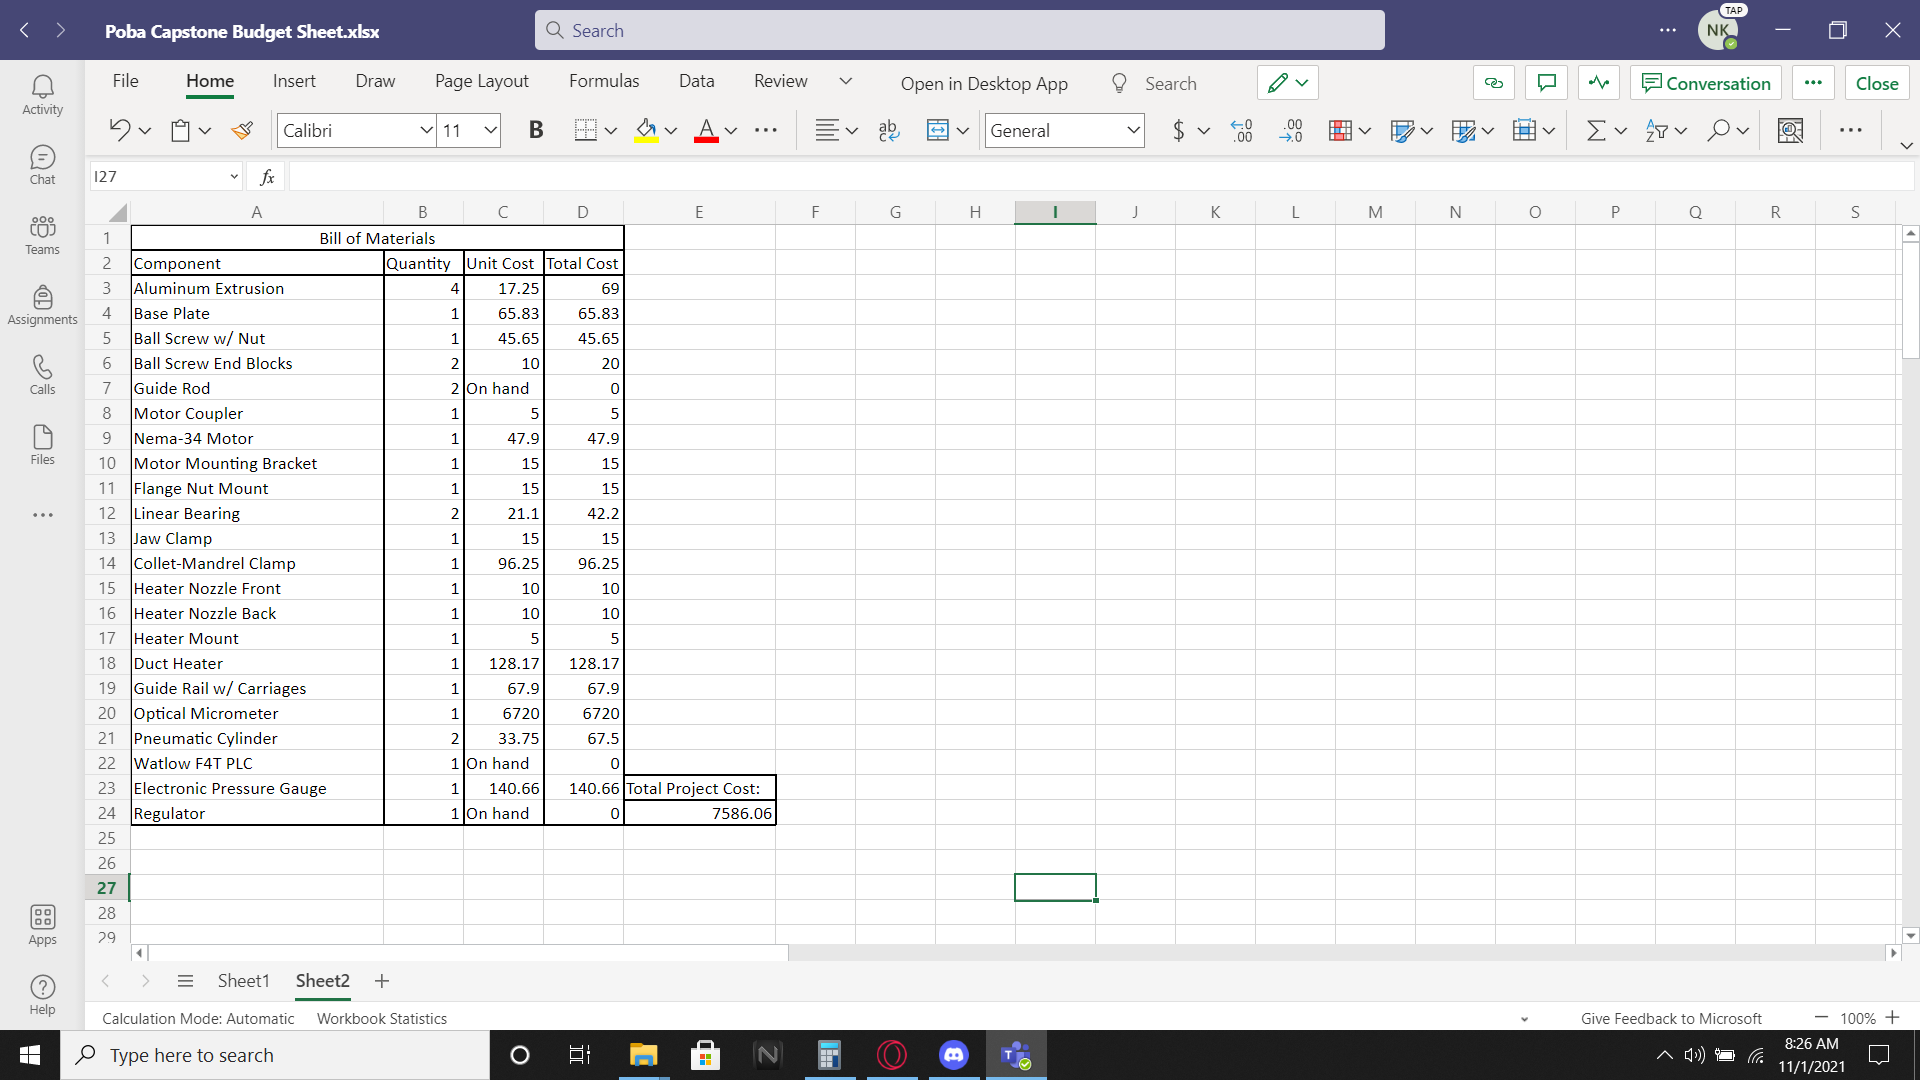 Poba Capstone Budget Sheet.xlsx
Search
TAP
NK
Activity
Chat
Teams
Assignments
Calls
Files
Apps
Help
File Home Insert Draw Page Layout Formulas Data Review Open in Desktop App Search Conversation Close
Calibri 11 B A ab General $
I27 fx
A B C D E F G H I J K L M N O P Q R S
1 Bill of Materials
2 Component Quantity Unit Cost Total Cost
3 Aluminum Extrusion 4 17.25 69
4 Base Plate 1 65.83 65.83
5 Ball Screw w/ Nut 1 45.65 45.65
6 Ball Screw End Blocks 2 10 20
7 Guide Rod 2 On hand 0
8 Motor Coupler 1 5 5
9 Nema-34 Motor 1 47.9 47.9
10 Motor Mounting Bracket 1 15 15
11 Flange Nut Mount 1 15 15
12 Linear Bearing 2 21.1 42.2
13 Jaw Clamp 1 15 15
14 Collet-Mandrel Clamp 1 96.25 96.25
15 Heater Nozzle Front 1 10 10
16 Heater Nozzle Back 1 10 10
17 Heater Mount 1 5 5
18 Duct Heater 1 128.17 128.17
19 Guide Rail w/ Carriages 1 67.9 67.9
20 Optical Micrometer 1 6720 6720
21 Pneumatic Cylinder 2 33.75 67.5
22 Watlow F4T PLC 1 On hand 0
23 Electronic Pressure Gauge 1 140.66 140.66 Total Project Cost:
24 Regulator 1 On hand 0 7586.06
25
26
27
28
29
Sheet1 Sheet2
Calculation Mode: Automatic Workbook Statistics Give Feedback to Microsoft 100%
Type here to search
8:26 AM
11/1/2021